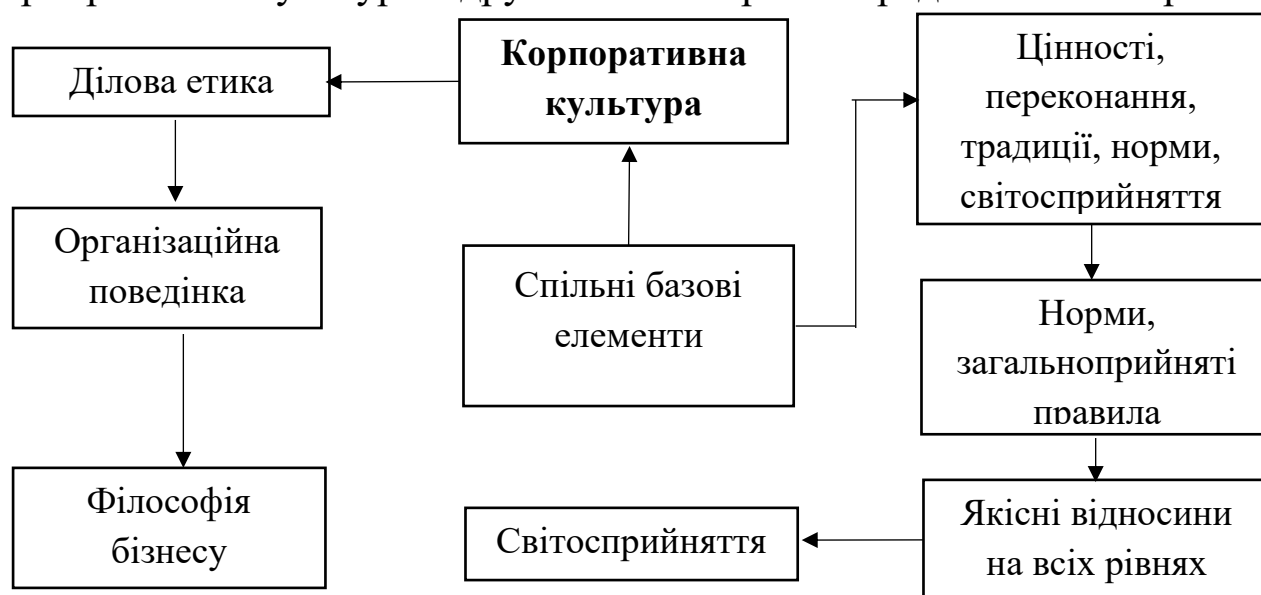 Ділова етика
Корпоративна
культура
Цінності,
переконання,
традиції, норми,
світосприйняття
Організаційна
поведінка
Спільні базові
елементи
Норми,
загальноприйняті
правила
Філософія
бізнесу
Світосприйняття
Якісні відносини
на всіх рівнях